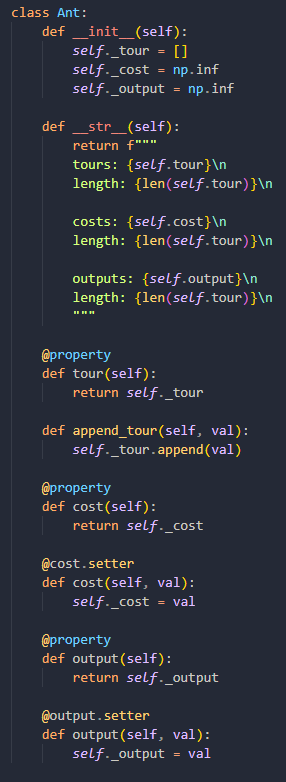 class Ant:
    def __init__(self):
        self._tour = []
        self._cost = np.inf
        self._output = np.inf

    def __str__(self):
        return f"""
        tours: {self.tour}\n
        length: {len(self.tour)}\n

        costs: {self.cost}\n
        length: {len(self.tour)}\n

        outputs: {self.output}\n
        length: {len(self.tour)}\n
        """

    @property
    def tour(self):
        return self._tour

    def append_tour(self, val):
        self._tour.append(val)

    @property
    def cost(self):
        return self._cost

    @cost.setter
    def cost(self, val):
        self._cost = val

    @property
    def output(self):
        return self._output

    @output.setter
    def output(self, val):
        self._output = val